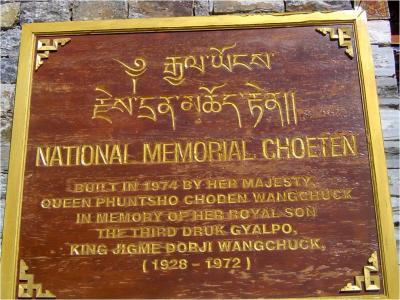 ༄ རྒྱལ་ཡོངས་
རྗེས་དྲན་མཆོད་རྟེན།།
NATIONAL MEMORIAL CHOETEN
BUILT IN 1974 BY HER MAJESTY,
QUEEN PHUNTSHO CHODEN WANGCHUCK
IN MEMORY OF HER ROYAL SON
THE THIRD DRUK GYALPO,
KING JIGME DORJI WANGCHUCK,
( 1928 - 1972 )